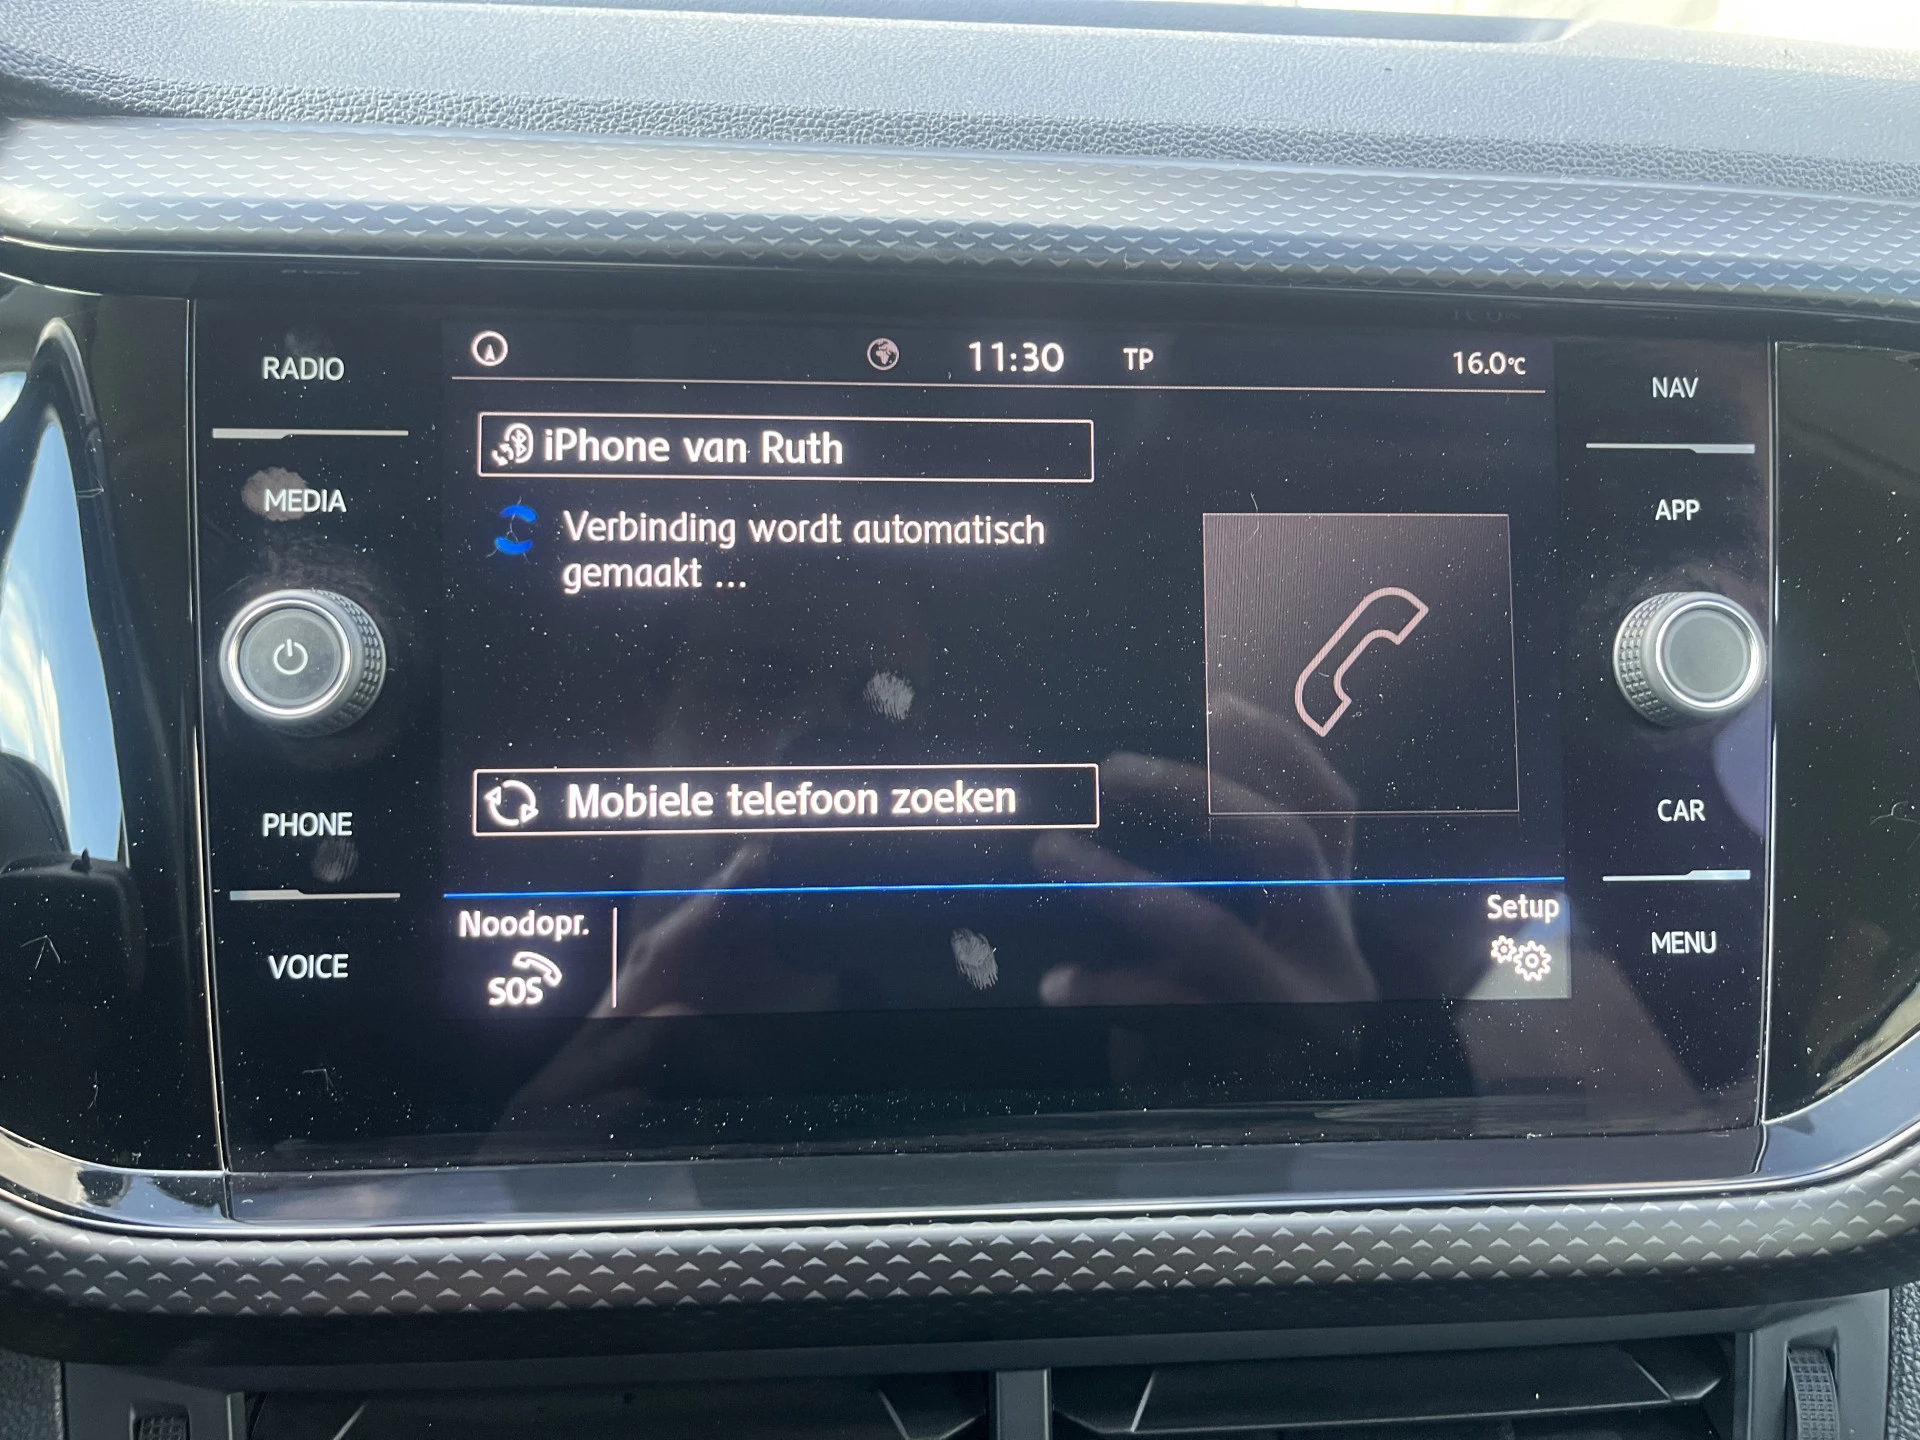 RADIO
MEDIA
PHONE
VOICE
11:30
TP
16.0°C
iPhone van Ruth
Verbinding wordt automatisch
gemaakt ...
Mobiele telefoon zoeken
Noodopr.
SOS
Setup
NAV
APP
CAR
MENU